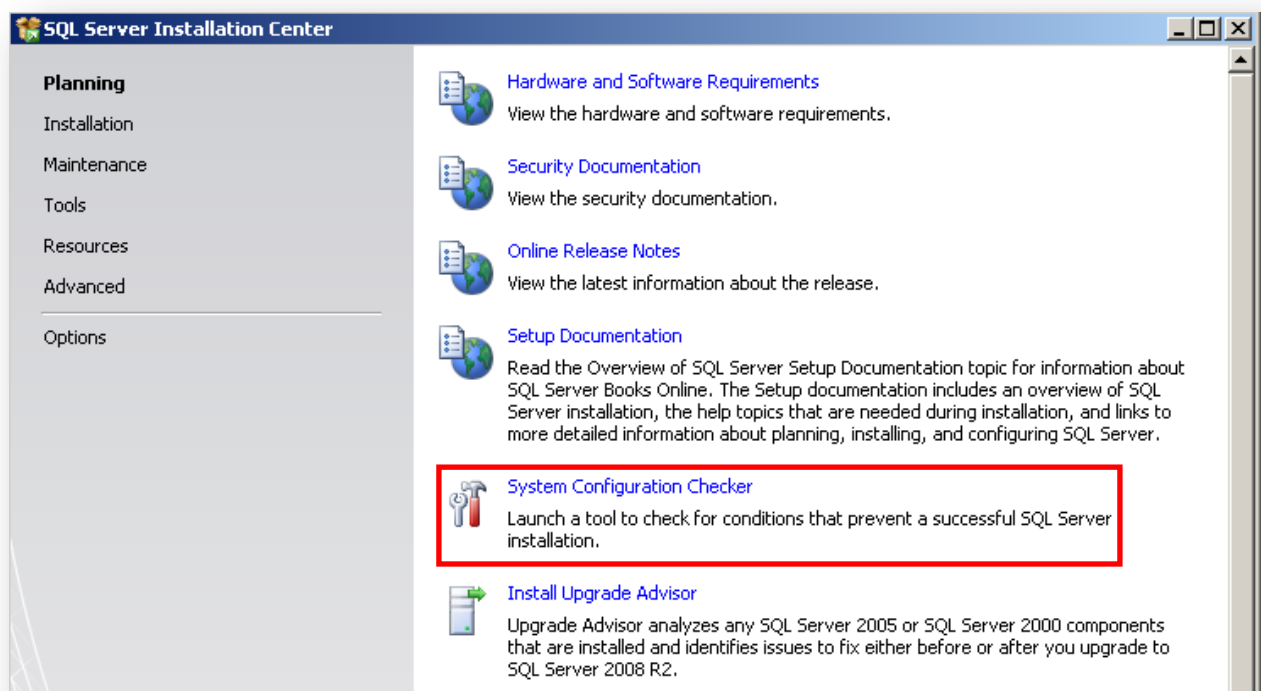 SQL Server Installation Center
Planning
Installation
Maintenance
Tools
Resources
Advanced
Options
Hardware and Software Requirements
View the hardware and software requirements.
Security Documentation
View the security documentation.
Online Release Notes
View the latest information about the release.
Setup Documentation
Read the Overview of SQL Server Setup Documentation topic for information about
SQL Server Books Online. The Setup documentation includes an overview of SQL
Server installation, the help topics that are needed during installation, and links to
more detailed information about planning, installing, and configuring SQL Server.
System Configuration Checker
Launch a tool to check for conditions that prevent a successful SQL Server
installation.
Install Upgrade Advisor
Upgrade Advisor analyzes any SQL Server 2005 or SQL Server 2000 components
that are installed and identifies issues to fix either before or after you upgrade to
SQL Server 2008 R2.